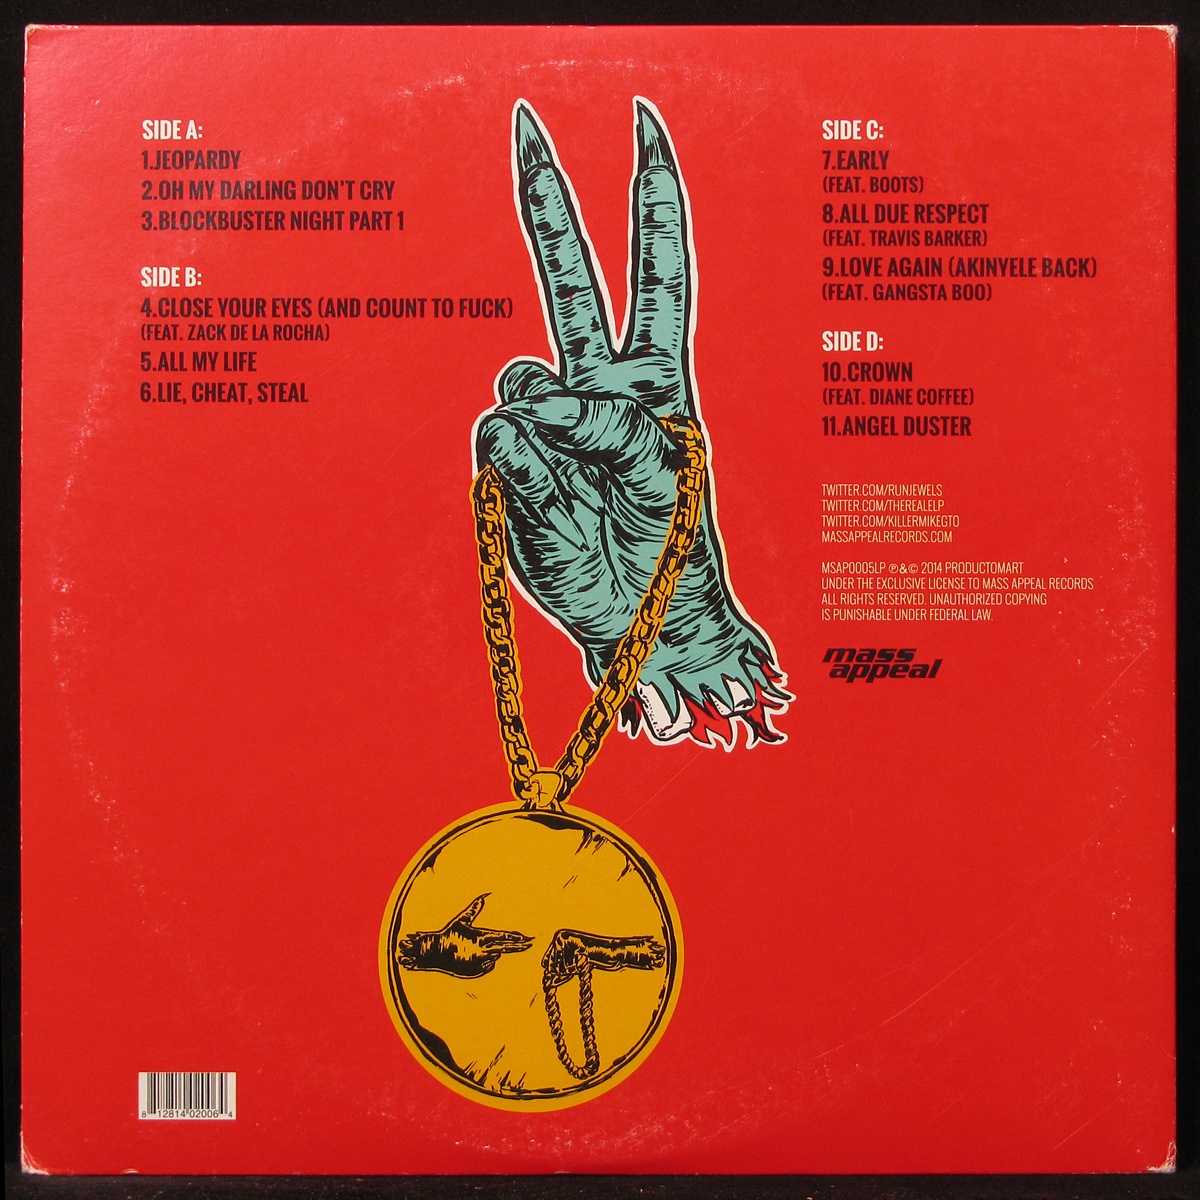 SIDE A:
1.JEOPARDY
2.OH MY DARLING DON'T CRY
3.BLOCKBUSTER NIGHT PART 1
SIDE B:
4.CLOSE YOUR EYES (AND COUNT TO FUCK)
(FEAT. ZACK DE LA ROCHA)
5.ALL MY LIFE
6.LIE, CHEAT, STEAL
SIDE C:
7.EARLY
(FEAT. BOOTS)
8.ALL DUE RESPECT
(FEAT. TRAVIS BARKER)
9.LOVE AGAIN (AKINYELE BACK)
(FEAT. GANGSTA BOO)
SIDE D:
10.CROWN
(FEAT. DIANE COFFEE)
11.ANGEL DUSTER
TWITTER.COM/RUNJEWELS
TWITTER.COM/THEREALELP
TWITTER.COM/KILLERMIKEGTO
MASSAPPEALRECORDS.COM
MSAP0005LP ℗&© 2014 PRODUCTOMART
UNDER THE EXCLUSIVE LICENSE TO MASS APPEAL RECORDS
ALL RIGHTS RESERVED. UNAUTHORIZED COPYING
IS PUNISHABLE UNDER FEDERAL LAW.
mass
appeal
8 12814 02006 4